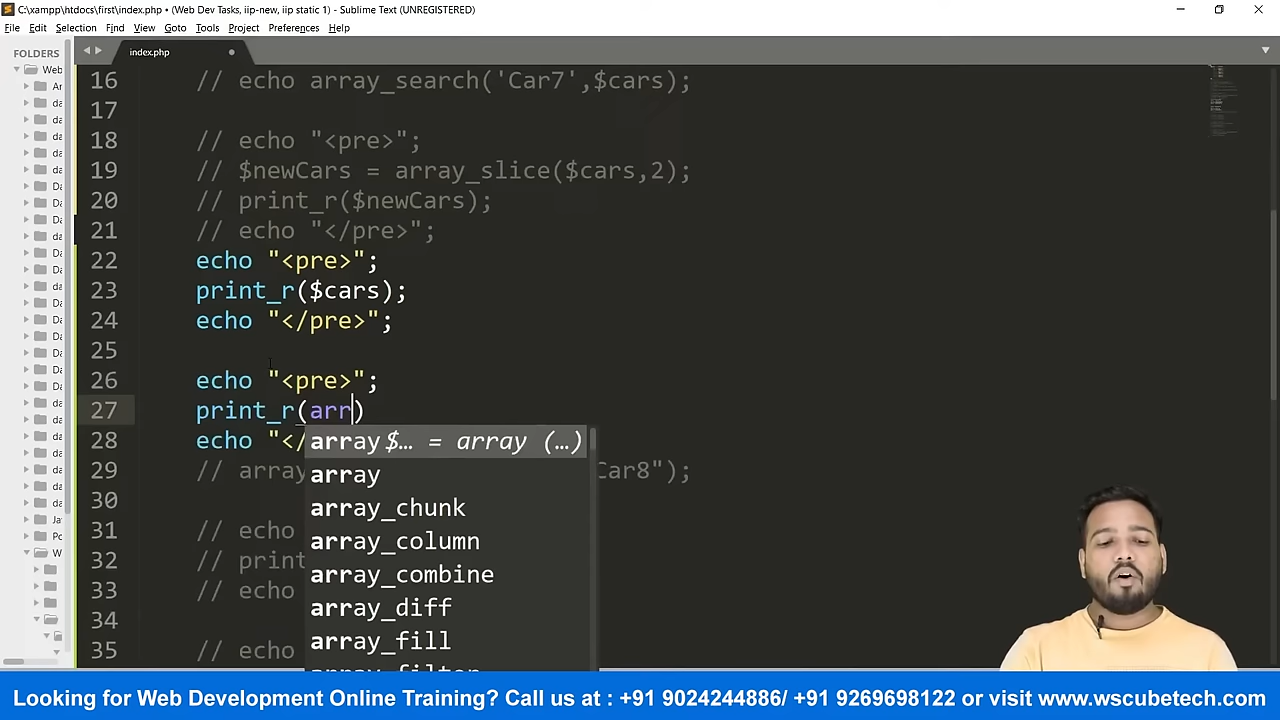 C:\xampp\htdocs\first\index.php • (Web Dev Tasks, iip-new, iip static 1) - Sublime Text (UNREGISTERED)
File Edit Selection Find View Goto Tools Project Preferences Help
FOLDERS
index.php
Web
16 // echo array_search('Car7',$cars);
17
18 // echo "<pre>";
19 // $newCars = array_slice($cars,2);
20 // print_r($newCars);
21 // echo "</pre>";
22 echo "<pre>";
23 print_r($cars);
24 echo "</pre>";
25
26 echo "<pre>";
27 print_r(arr)
28 echo "</
array $… = array (…)
29 // array Car8");
array
30
array_chunk
31 // echo
array_column
32 // print
array_combine
33 // echo
array_diff
34
array_fill
35 // echo
array_filter
Looking for Web Development Online Training? Call us at : +91 9024244886/ +91 9269698122 or visit www.wscubetech.com